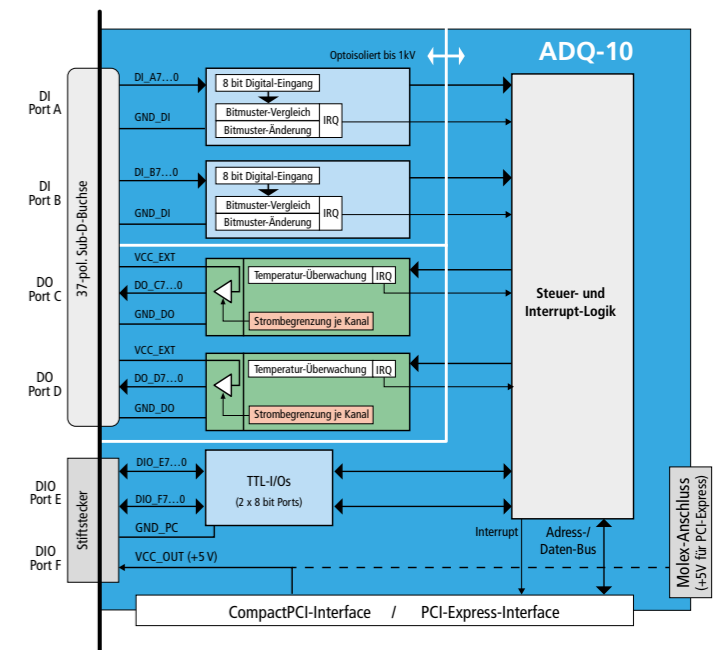 ADQ-10
Optoisoliert bis 1kV
DI
Port A
DI_A7...0
GND_DI
8 bit Digital-Eingang
Bitmuster-Vergleich
Bitmuster-Änderung
IRQ
DI
Port B
DI_B7...0
GND_DI
8 bit Digital-Eingang
Bitmuster-Vergleich
Bitmuster-Änderung
IRQ
37-pol. Sub-D-Buchse
DO
Port C
VCC_EXT
DO_C7...0
GND_DO
Temperatur-Überwachung
IRQ
Strombegrenzung je Kanal
Steuer- und
Interrupt-Logik
DO
Port D
VCC_EXT
DO_D7...0
GND_DO
Temperatur-Überwachung
IRQ
Strombegrenzung je Kanal
DIO
Port E
DIO
Port F
Stiftstecker
DIO_E7...0
DIO_F7...0
GND_PC
VCC_OUT (+5 V)
TTL-I/Os
(2 x 8 bit Ports)
Interrupt
Adress-/
Daten-Bus
Molex-Anschluss
(+5V für PCI-Express)
CompactPCI-Interface / PCI-Express-Interface